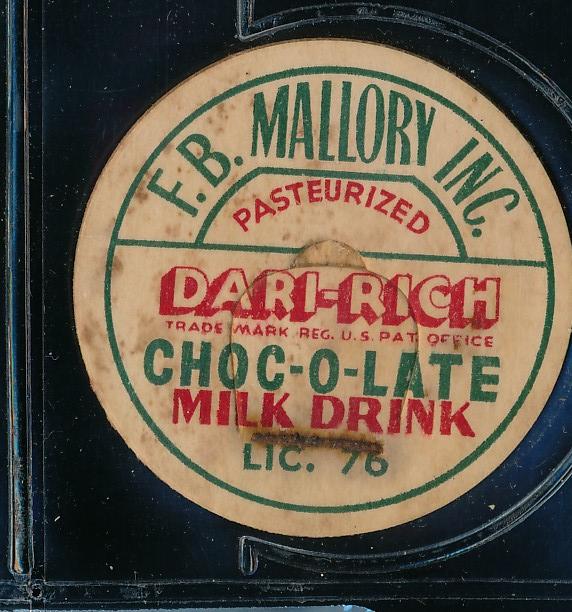 F.B. MALLORY INC.
PASTEURIZED
DARI-RICH
TRADE MARK REG. U.S. PAT. OFFICE
CHOC-O-LATE
MILK DRINK
LIC. 76